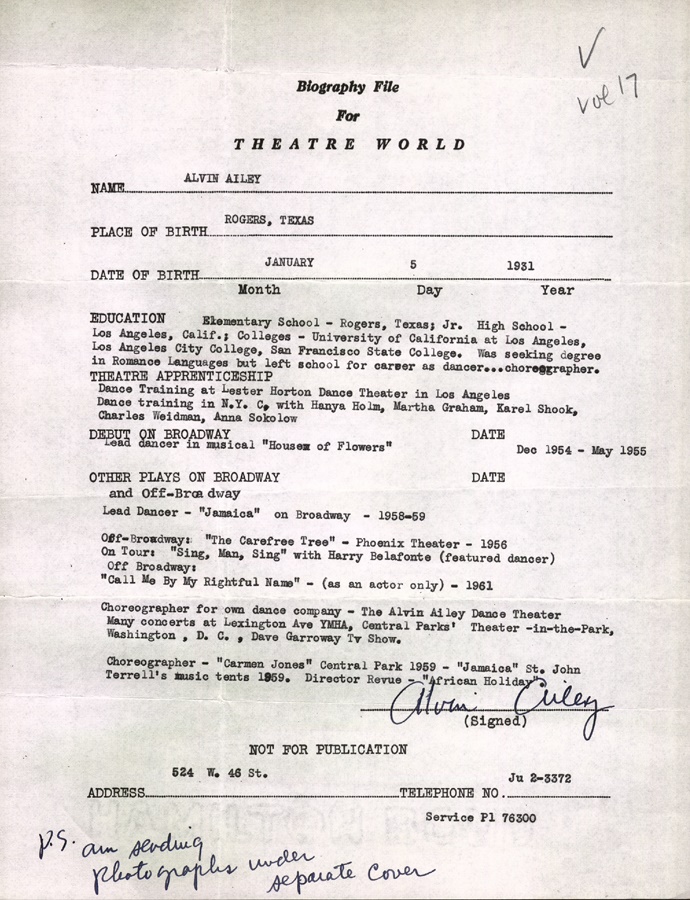 ✓
vol 17
Biography File
For
THEATRE WORLD
ALVIN AILEY
NAME
ROGERS, TEXAS
PLACE OF BIRTH
JANUARY 5 1931
DATE OF BIRTH
Month Day Year
EDUCATION Elementary School - Rogers, Texas; Jr. High School -
Los Angeles, Calif.; Colleges - University of California at Los Angeles,
Los Angeles City College, San Francisco State College. Was seeking degree
in Romance Languages but left school for career as dancer...choreographer.
THEATRE APPRENTICESHIP
Dance Training at Lester Horton Dance Theater in Los Angeles
Dance training in N.Y. C. with Hanya Holm, Martha Graham, Karel Shook,
Charles Weidman, Anna Sokolow
DEBUT ON BROADWAY DATE
Lead dancer in musical "House of Flowers" Dec 1954 - May 1955
OTHER PLAYS ON BROADWAY DATE
and Off-Broadway
Lead Dancer - "Jamaica" on Broadway - 1958-59
Off-Broadway: "The Carefree Tree" - Phoenix Theater - 1956
On Tour: "Sing, Man, Sing" with Harry Belafonte (featured dancer)
Off Broadway:
"Call Me By My Rightful Name" - (as an actor only) - 1961
Choreographer for own dance company - The Alvin Ailey Dance Theater
Many concerts at Lexington Ave YMHA, Central Parks' Theater -in-the-Park,
Washington , D. C. , Dave Garroway Tv Show.
Choreographer - "Carmen Jones" Central Park 1959 - "Jamaica" St. John
Terrell's music tents 1959. Director Revue - "African Holiday".
Alvin Ailey
(Signed)
NOT FOR PUBLICATION
524 W. 46 St. Ju 2-3372
ADDRESS TELEPHONE NO.
Service Pl 76300
P.S. am sending
photographs under
separate cover